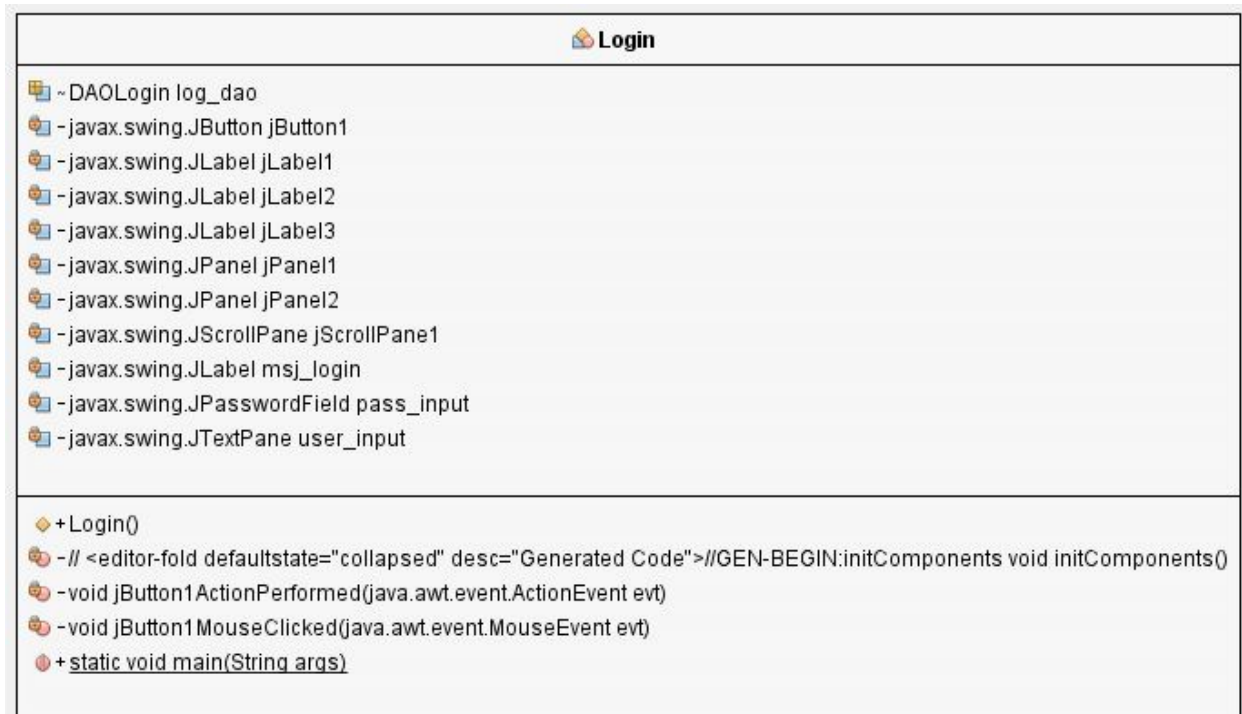 Login
~DAOLogin log_dao
-javax.swing.JButton jButton1
-javax.swing.JLabel jLabel1
-javax.swing.JLabel jLabel2
-javax.swing.JLabel jLabel3
-javax.swing.JPanel jPanel1
-javax.swing.JPanel jPanel2
-javax.swing.JScrollPane jScrollPane1
-javax.swing.JLabel msj_login
-javax.swing.JPasswordField pass_input
-javax.swing.JTextPane user_input
+Login()
-// <editor-fold defaultstate="collapsed" desc="Generated Code">//GEN-BEGIN:initComponents void initComponents()
-void jButton1ActionPerformed(java.awt.event.ActionEvent evt)
-void jButton1MouseClicked(java.awt.event.MouseEvent evt)
+static void main(String args)